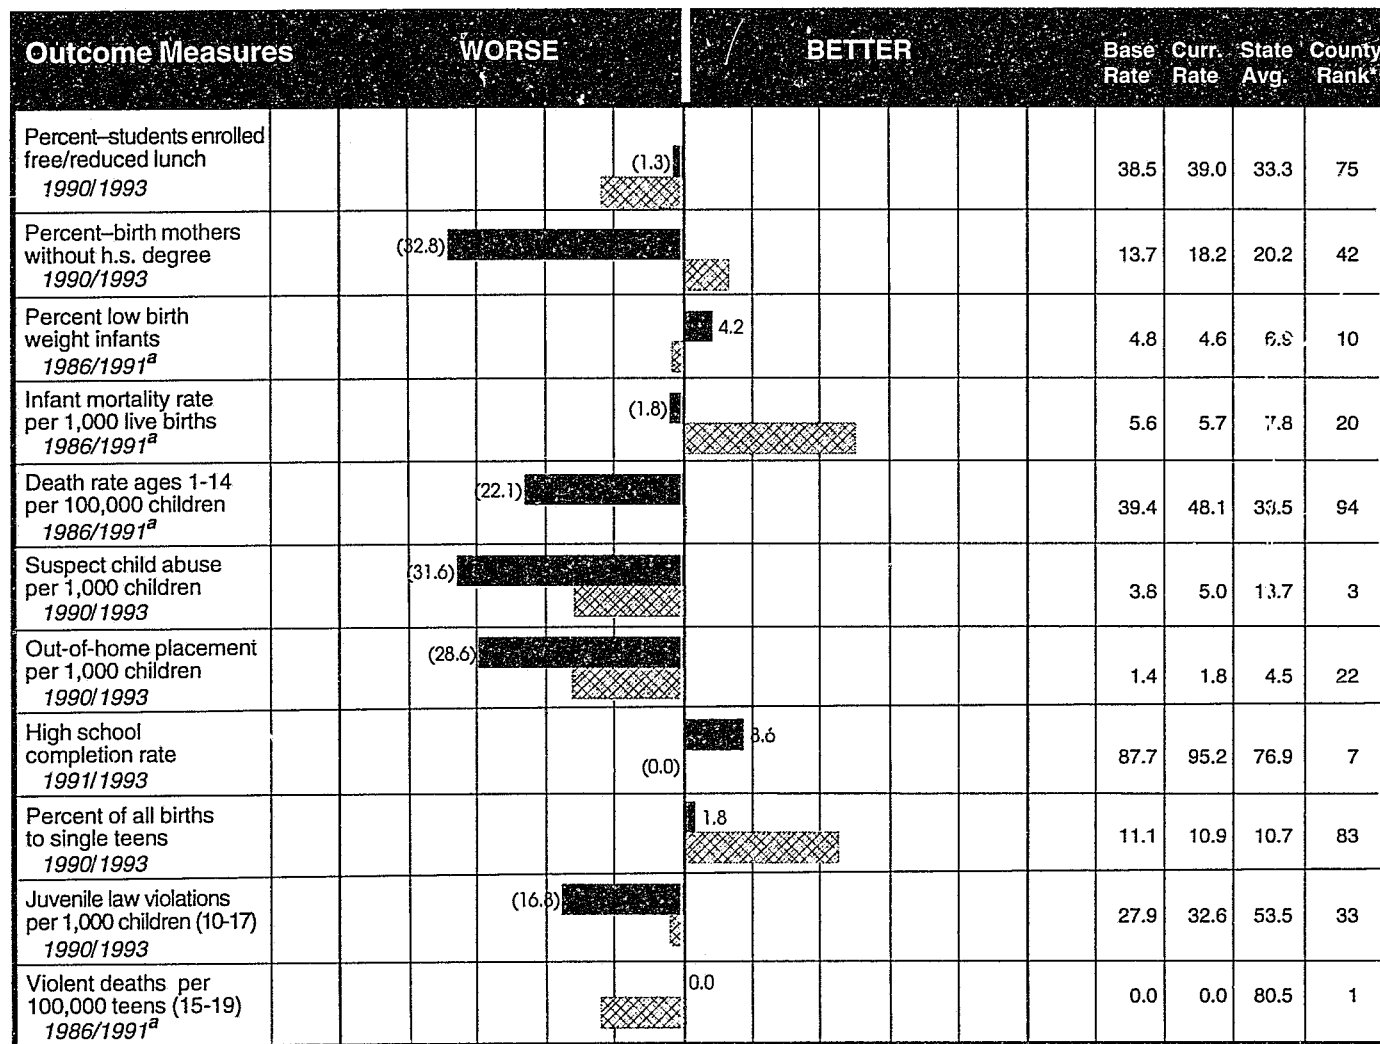 Outcome Measures WORSE BETTER Base Rate Curr. Rate State Avg. County Rank*
Percent–students enrolled
free/reduced lunch
1990/1993
(1.3) 38.5 39.0 33.3 75
Percent–birth mothers
without h.s. degree
1990/1993
(32.8) 13.7 18.2 20.2 42
Percent low birth
weight infants
1986/1991a
4.2 4.8 4.6 10
Infant mortality rate
per 1,000 live births
1986/1991a
(1.8) 5.6 5.7 7.8 20
Death rate ages 1-14
per 100,000 children
1986/1991a
(22.1) 39.4 48.1 94
Suspect child abuse
per 1,000 children
1990/1993
(31.6) 3.8 5.0 3
Out-of-home placement
per 1,000 children
1990/1993
(28.6) 1.4 1.8 4.5 22
High school
completion rate
1991/1993
8.6
(0.0) 87.7 95.2 76.9 7
Percent of all births
to single teens
1990/1993
1.8 11.1 10.9 10.7 83
Juvenile law violations
per 1,000 children (10-17)
1990/1993
(16.8) 27.9 32.6 53.5 33
Violent deaths per
100,000 teens (15-19)
1986/1991a
0.0 0.0 0.0 80.5 1